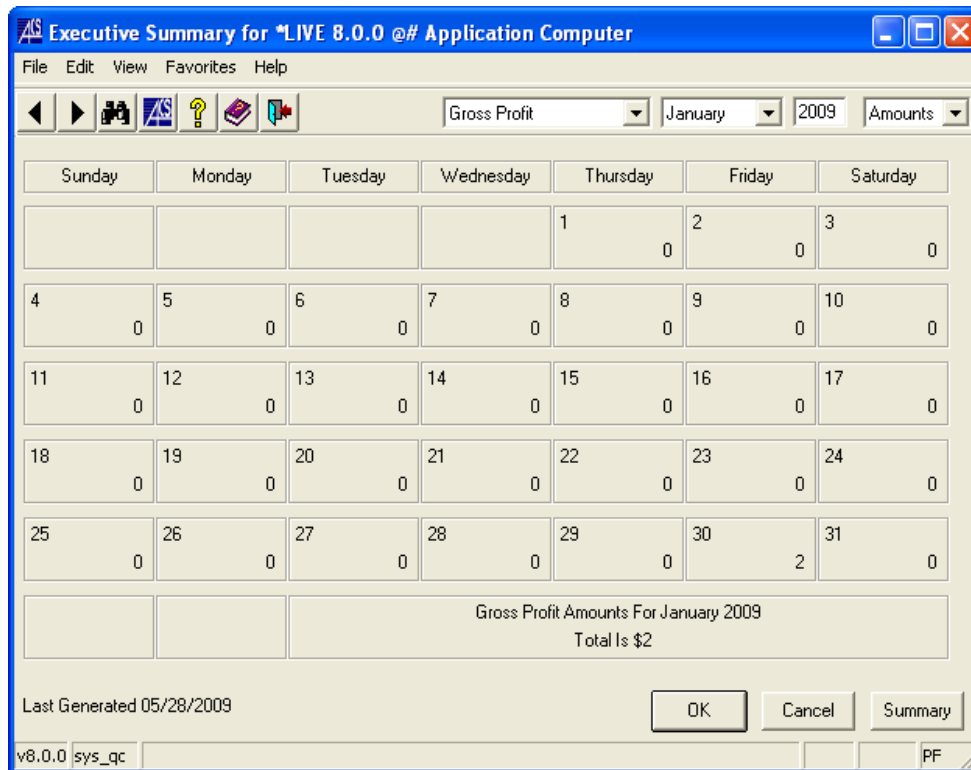 Executive Summary for *LIVE 8.0.0 @# Application Computer
File Edit View Favorites Help
Gross Profit January 2009 Amounts
Sunday Monday Tuesday Wednesday Thursday Friday Saturday
1 2 3
0 0 0
4 5 6 7 8 9 10
0 0 0 0 0 0 0
11 12 13 14 15 16 17
0 0 0 0 0 0 0
18 19 20 21 22 23 24
0 0 0 0 0 0 0
25 26 27 28 29 30 31
0 0 0 0 0 2 0
Gross Profit Amounts For January 2009
Total Is $2
Last Generated 05/28/2009
OK Cancel Summary
v8.0.0 sys_qc PF